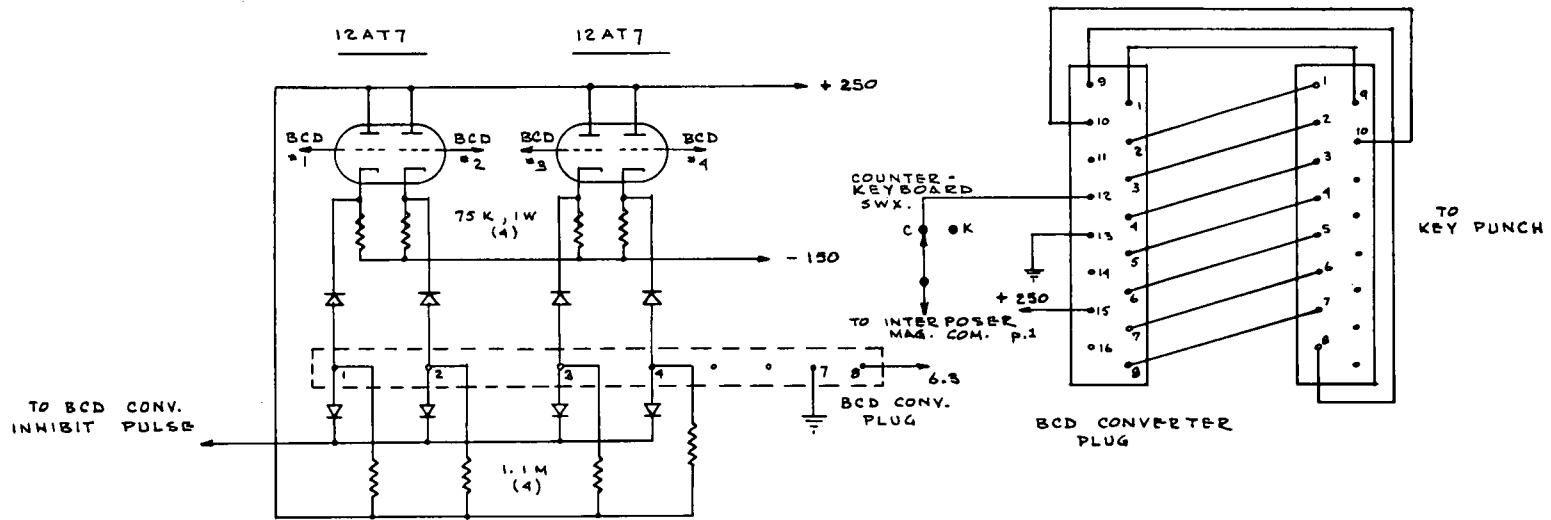 12AT7
12AT7
+ 250
BCD
#1
BCD
#2
BCD
#3
BCD
#4
75 K, 1W
(4)
- 150
1
2
3
4
7
8
6.3
BCD CONV.
PLUG
TO BCD CONV.
INHIBIT PULSE
1.1M
(4)
COUNTER-
KEYBOARD
SWX.
C
K
TO INTERPOSER
MAG. COM. p.1
+ 250
9
10
11
12
13
14
15
16
1
2
3
4
5
6
7
8
BCD CONVERTER
PLUG
1
2
3
4
5
6
7
8
9
10
TO
KEY PUNCH